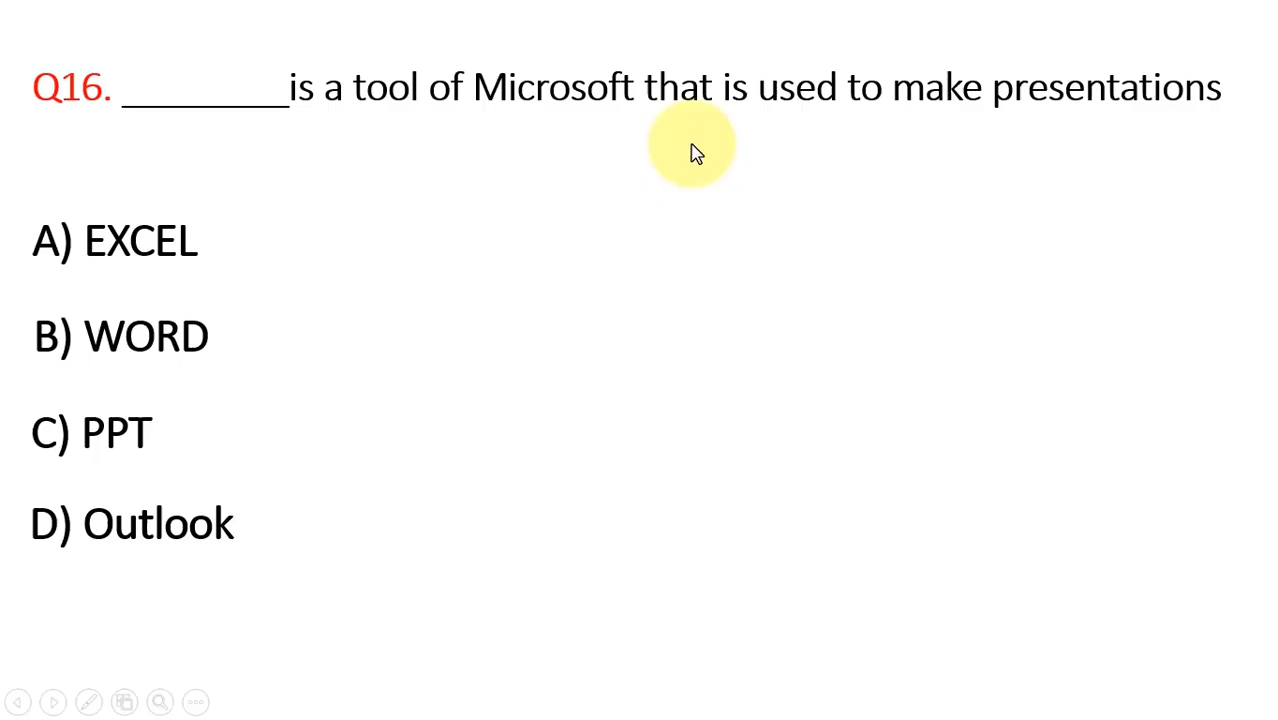 Q16. ________is a tool of Microsoft that is used to make presentations
A) EXCEL
B) WORD
C) PPT
D) Outlook